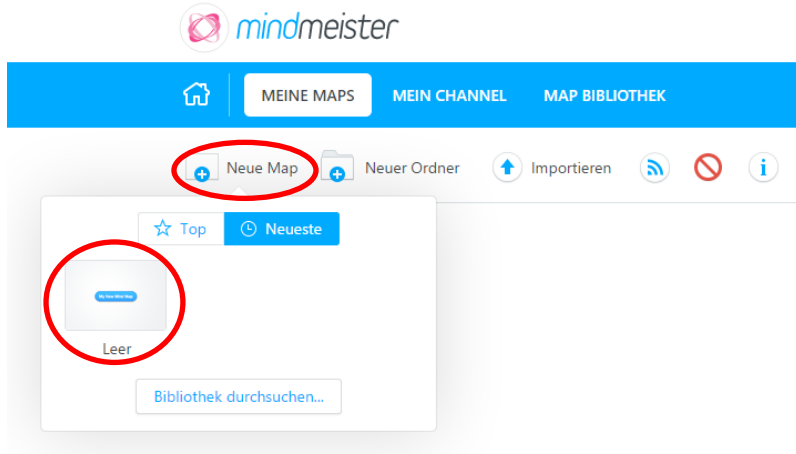 mindmeister
MEINE MAPS MEIN CHANNEL MAP BIBLIOTHEK
Neue Map Neuer Ordner Importieren i
Top Neueste
My New Mind Map
Leer
Bibliothek durchsuchen...